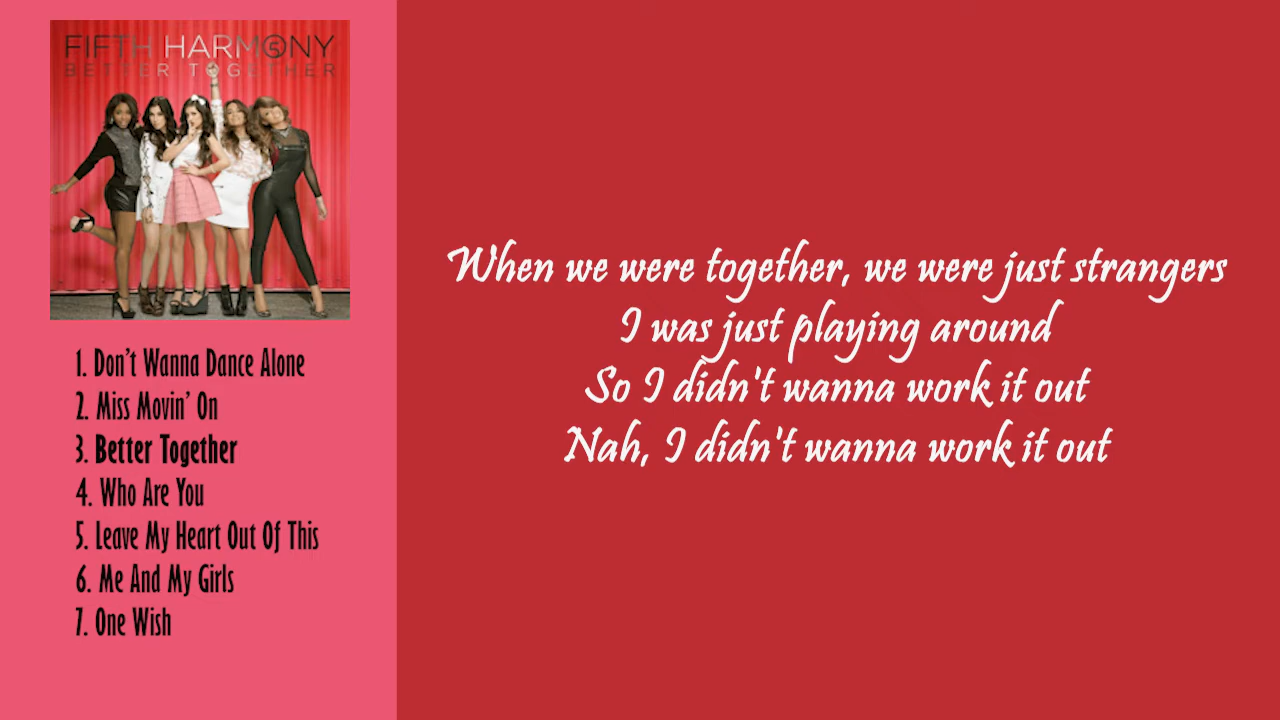 FIFTH HARMONY
BETTER TOGETHER
1. Don't Wanna Dance Alone
2. Miss Movin' On
3. Better Together
4. Who Are You
5. Leave My Heart Out Of This
6. Me And My Girls
7. One Wish
When we were together, we were just strangers
I was just playing around
So I didn't wanna work it out
Nah, I didn't wanna work it out